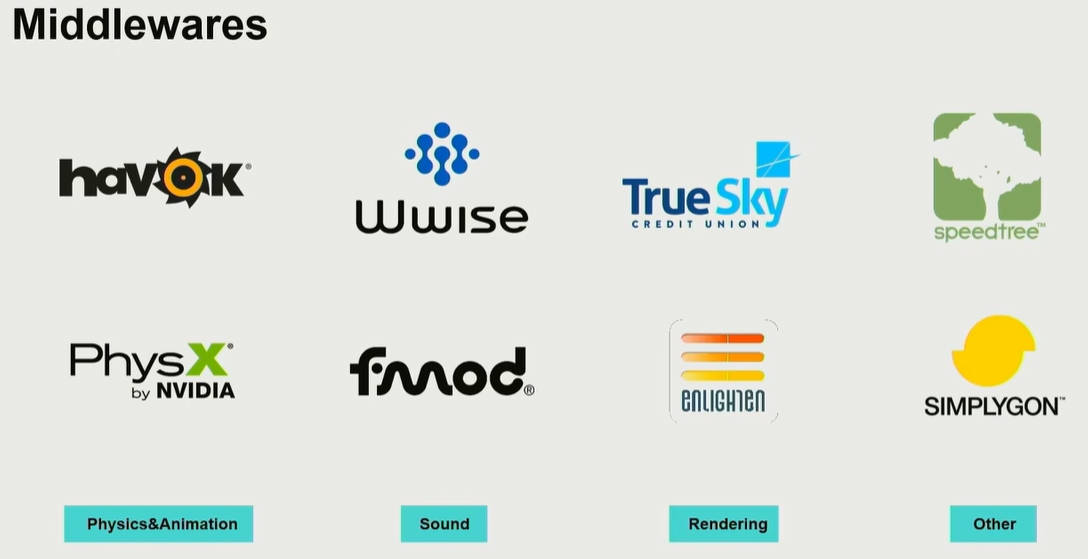 Middlewares
havok®
Wwise
True Sky
CREDIT UNION
speedtree™
PhysX®
by NVIDIA
fmod®
ENLIGHTEN
SIMPLYGON™
Physics&Animation
Sound
Rendering
Other